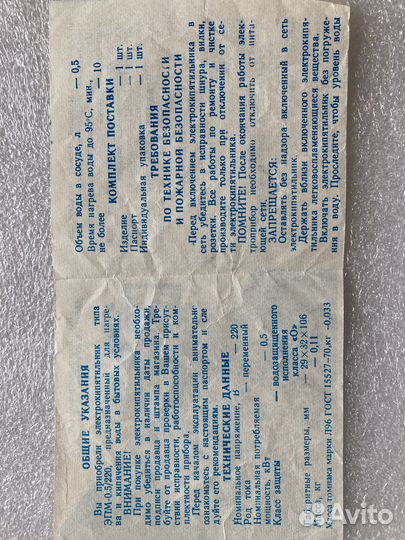 ОБЩИЕ УКАЗАНИЯ
Вы приобрели электрокипятильник типа
ЭПМ-0,5/220, предназначенный для нагре-
ва и кипячения воды в бытовых условиях.
ВНИМАНИЕ!
При покупке электрокипятильника необхо-
димо убедиться в наличии даты продажи,
подписи продавца и штампа магазина. Тре-
буйте от продавца проверки в Вашем присут-
ствии исправности, работоспособности и ком-
плектности прибора.
Перед началом эксплуатации внимательно
ознакомьтесь с настоящим паспортом и сле
дуйте его рекомендациям.
ТЕХНИЧЕСКИЕ ДАННЫЕ
Номинальное напряжение, В — 220
Род тока — переменный
Номинальная потребляемая
мощность, кВт — 0,5
Класс защиты — водозащищенного
исполнения
класса «О»
Габаритные размеры, мм — 29×32×106
кг — 0,11
томпака марки Л96 ГОСТ 15527-70, кг -0,033
Объем воды в сосуде, л — 0,5
Время нагрева воды до 95°С, мин.,
не более — 10
КОМПЛЕКТ ПОСТАВКИ
Изделие — 1 шт.
Паспорт — 1 шт.
Индивидуальная упаковка — 1 шт.
ТРЕБОВАНИЯ
ПО ТЕХНИКЕ БЕЗОПАСНОСТИ
И ПОЖАРНОЙ БЕЗОПАСНОСТИ
Перед включением электрокипятильника в
сеть убедитесь в исправности шнура, вилки,
розетки. Все работы по ремонту и чистке
производите только при отключении от се-
ти электрокипятильника.
ПОМНИТЕ! После окончания работы элек-
троприбор необходимо отключить от пита-
ющей сети.
ЗАПРЕЩАЕТСЯ:
Оставлять без надзора включенный в сеть
электрокипятильник.
Держать вблизи включенного электрокипя-
тильника легковоспламеняющиеся вещества.
Включать электрокипятильник без погруже-
ния в воду. Проследите, чтобы уровень воды
Avito